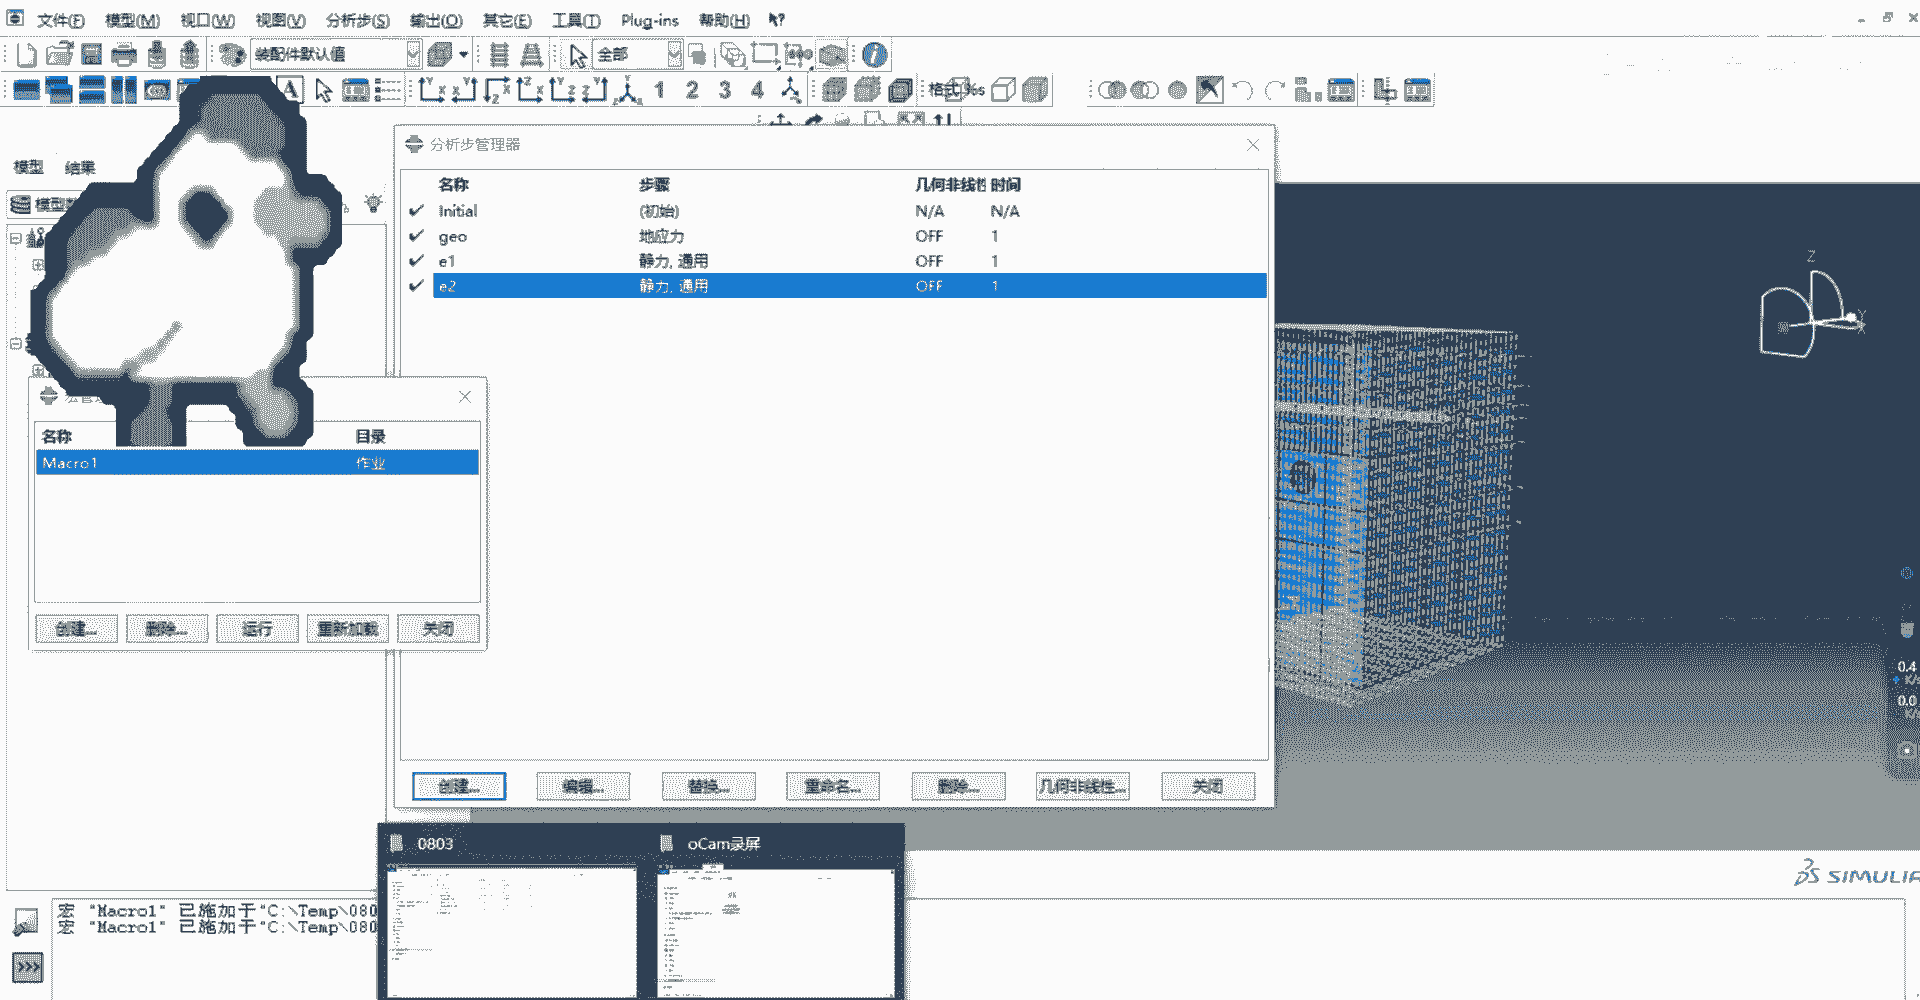 文件(F) 模型(M) 视口(W) 视图(V) 分析步(S) 输出(O) 其它(E) 工具(T) Plug-ins 帮助(H)
装配件默认值 全部
A 1 2 3 4 格式 %s
模型 结果
分析步管理器
名称 步骤 几何非线性 时间
Initial (初始) N/A N/A
geo 地应力 OFF 1
e1 静力, 通用 OFF 1
e2 静力, 通用 OFF 1
创建... 编辑... 替换... 重命名... 删除... 几何非线性... 关闭
名称 目录
Macro1 作业
创建... 删除... 运行 重新加载 关闭
Z
Y
X
0.4
K/s
0.0
K/s
0803 oCam录屏
SIMULIA
宏 "Macro1" 已施加于"C:\Temp\080
宏 "Macro1" 已施加于"C:\Temp\080